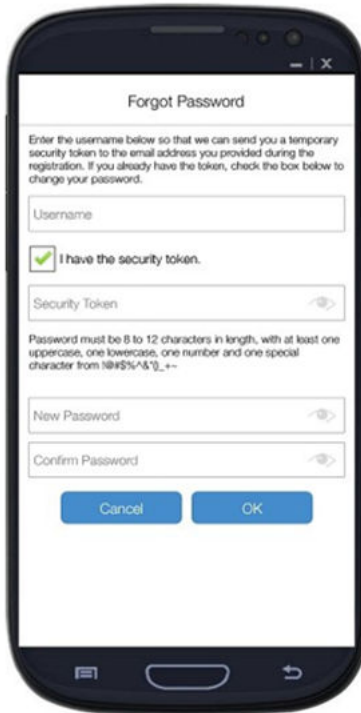 Forgot Password
Enter the username below so that we can send you a temporary
security token to the email address you provided during the
registration. If you already have the token, check the box below to
change your password.
Username
I have the security token.
Security Token
Password must be 8 to 12 characters in length, with at least one
uppercase, one lowercase, one number and one special
character from !@#$%^&*()_+~
New Password
Confirm Password
Cancel
OK